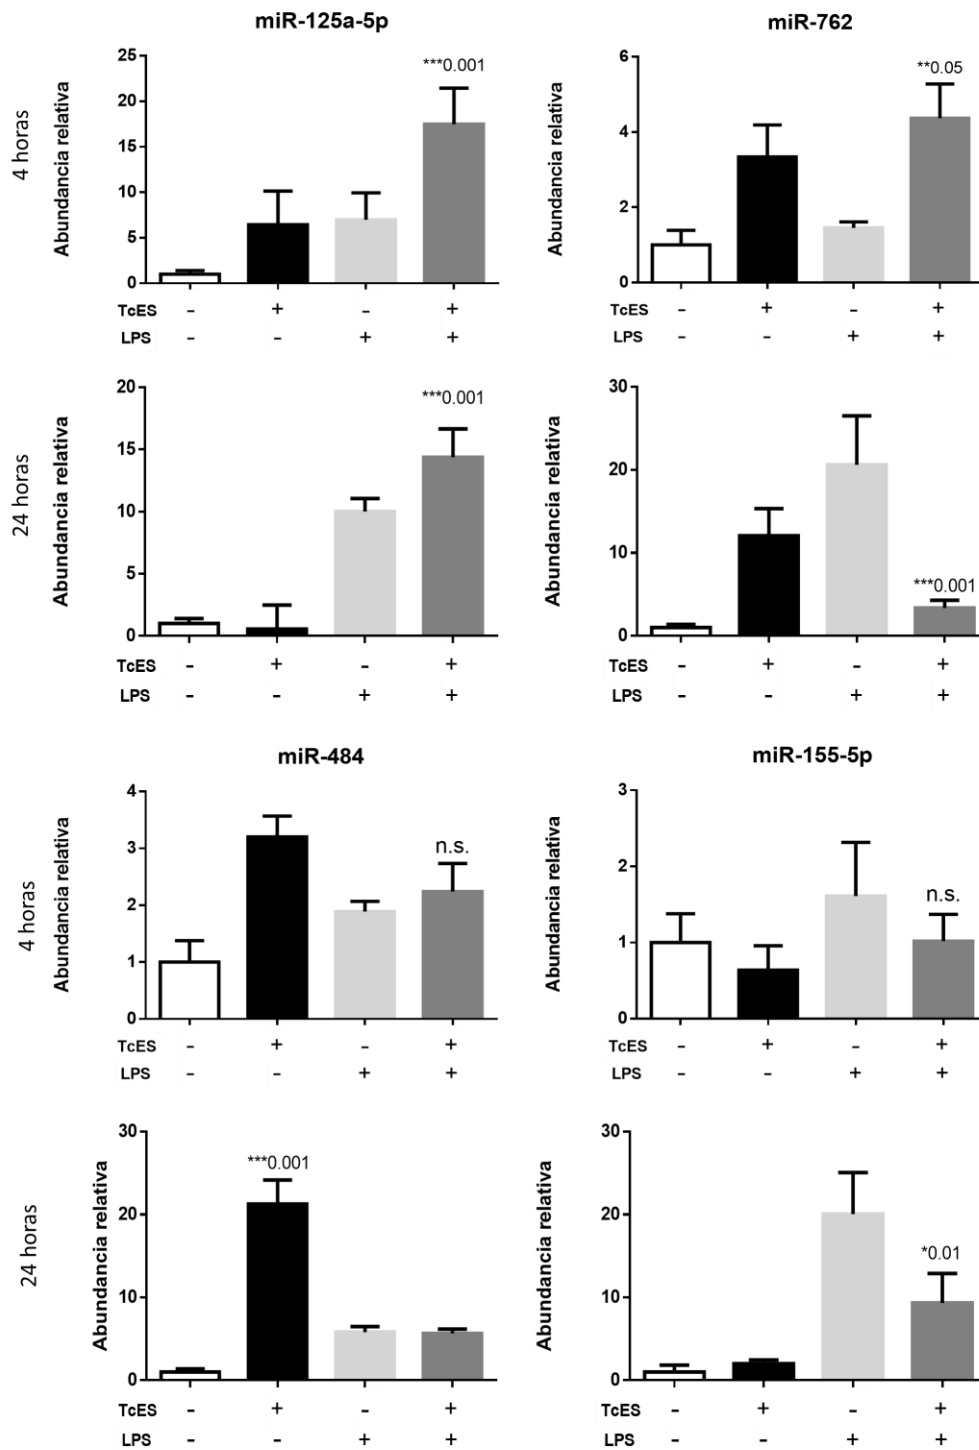 miR-125a-5p
4 horas
Abundancia relativa
25
20
15
10
5
0
***0.001
TcES - + - +
LPS - - + +
miR-762
Abundancia relativa
6
4
2
0
**0.05
TcES - + - +
LPS - - + +
24 horas
Abundancia relativa
20
15
10
5
0
***0.001
TcES - + - +
LPS - - + +
Abundancia relativa
30
20
10
0
***0.001
TcES - + - +
LPS - - + +
miR-484
4 horas
Abundancia relativa
4
3
2
1
0
n.s.
TcES - + - +
LPS - - + +
miR-155-5p
Abundancia relativa
3
2
1
0
n.s.
TcES - + - +
LPS - - + +
24 horas
Abundancia relativa
30
20
10
0
***0.001
TcES - + - +
LPS - - + +
Abundancia relativa
30
20
10
0
*0.01
TcES - + - +
LPS - - + +